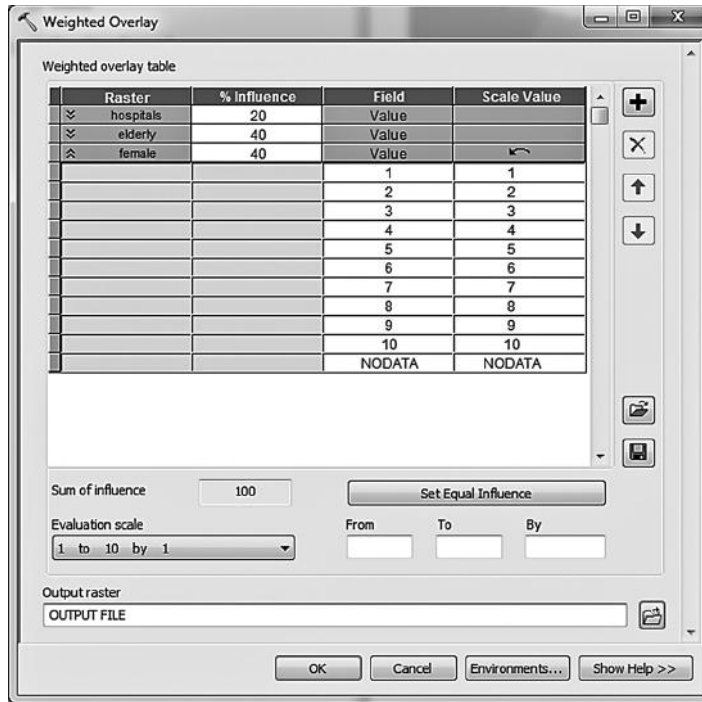 Weighted Overlay
Weighted overlay table
Raster % Influence Field Scale Value
hospitals 20 Value
elderly 40 Value
female 40 Value
1 1
2 2
3 3
4 4
5 5
6 6
7 7
8 8
9 9
10 10
NODATA NODATA
Sum of influence 100 Set Equal Influence
Evaluation scale From To By
1 to 10 by 1
Output raster
OUTPUT FILE
OK Cancel Environments... Show Help >>